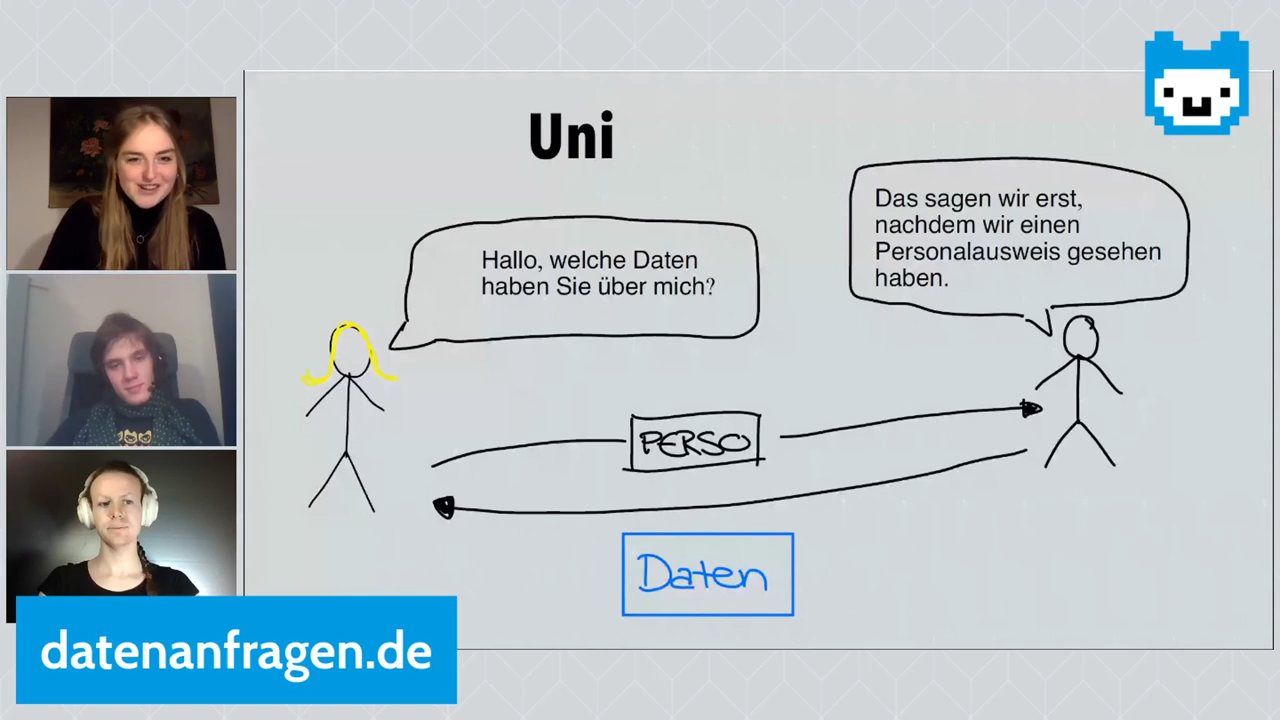 Uni
Hallo, welche Daten
haben Sie über mich?
Das sagen wir erst,
nachdem wir einen
Personalausweis gesehen
haben.
PERSO
Daten
datenanfragen.de